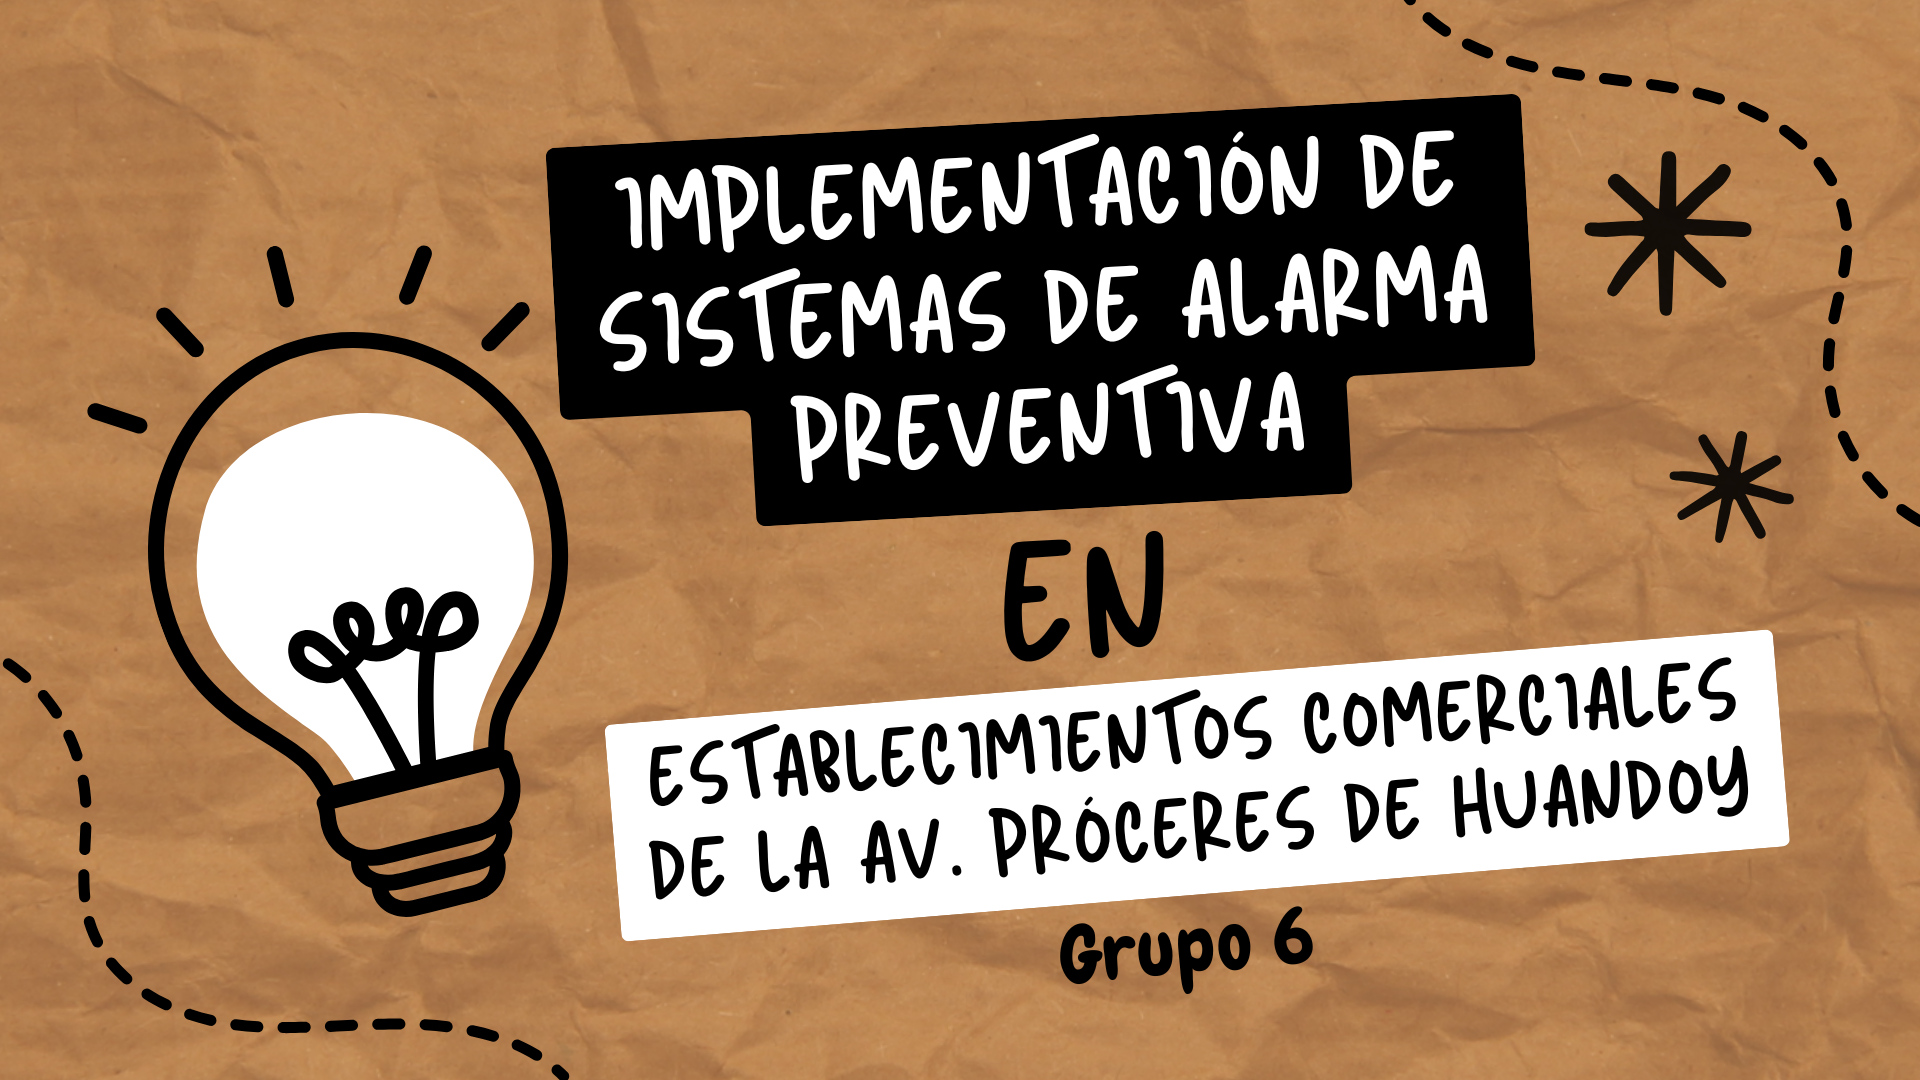 IMPLEMENTACIÓN DE
SISTEMAS DE ALARMA
PREVENTIVA
EN
ESTABLECIMIENTOS COMERCIALES
DE LA AV. PRÓCERES DE HUANDOY
Grupo 6